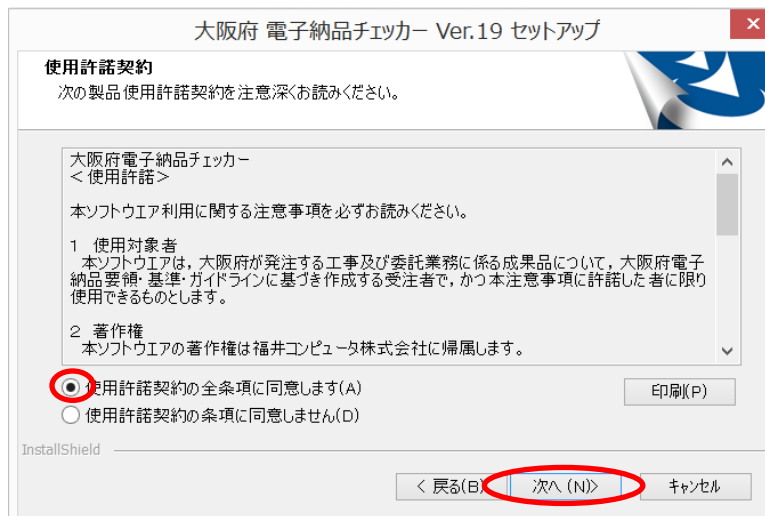 大阪府 電子納品チェッカー Ver.19 セットアップ
使用許諾契約
次の製品使用許諾契約を注意深くお読みください。
大阪府電子納品チェッカー
＜使用許諾＞
本ソフトウエア利用に関する注意事項を必ずお読みください。
1 使用対象者
本ソフトウエアは，大阪府が発注する工事及び委託業務に係る成果品について，大阪府電子
納品要領・基準・ガイドラインに基づき作成する受注者で，かつ本注意事項に許諾した者に限り
使用できるものとします。
2 著作権
本ソフトウエアの著作権は福井コンピュータ株式会社に帰属します。
使用許諾契約の全条項に同意します(A)
印刷(P)
使用許諾契約の条項に同意しません(D)
InstallShield
< 戻る(B) 次へ (N)> キャンセル